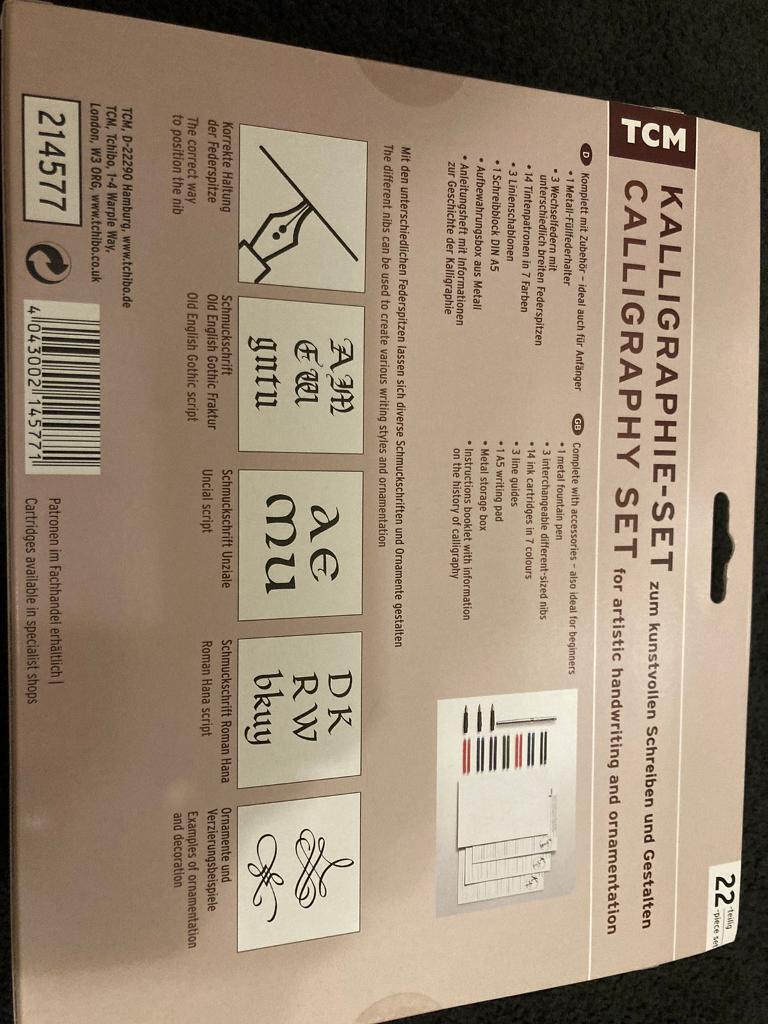 TCM
KALLIGRAPHIE-SET zum kunstvollen Schreiben und Gestalten
CALLIGRAPHY SET for artistic handwriting and ornamentation
22-teilig
-piece set
D Komplett mit Zubehör – ideal auch für Anfänger
• 1 Metall-Füllfederhalter
• 3 Wechselfedern mit
unterschiedlich breiten Federspitzen
• 14 Tintenpatronen in 7 Farben
• 3 Linienschablonen
• 1 Schreibblock DIN A5
• Aufbewahrungsbox aus Metall
• Anleitungsheft mit Informationen
zur Geschichte der Kalligraphie
GB Complete with accessories – also ideal for beginners
• 1 metal fountain pen
• 3 interchangeable different-sized nibs
• 14 ink cartridges in 7 colours
• 3 line guides
• 1 A5 writing pad
• Metal storage box
• Instructions booklet with information
on the history of calligraphy
Mit den unterschiedlichen Federspitzen lassen sich diverse Schmuckschriften und Ornamente gestalten
The different nibs can be used to create various writing styles and ornamentation
Korrekte Haltung
der Federspitze
The correct way
to position the nib
Schmuckschrift
Old English Gothic Fraktur
Old English Gothic script
gntu
Schmuckschrift Unziale
Uncial script
AE
MU
Schmuckschrift Roman Hana
Roman Hana script
DK
RW
bkuy
Ornamente und
Verzierungsbeispiele
Examples of ornamentation
and decoration
TCM, D-22290 Hamburg, www.tchibo.de
TCM, Tchibo, 1-4 Warple Way,
London, W3 ORG, www.tchibo.co.uk
214577
4 043002 145771
Patronen im Fachhandel erhältlich |
Cartridges available in specialist shops